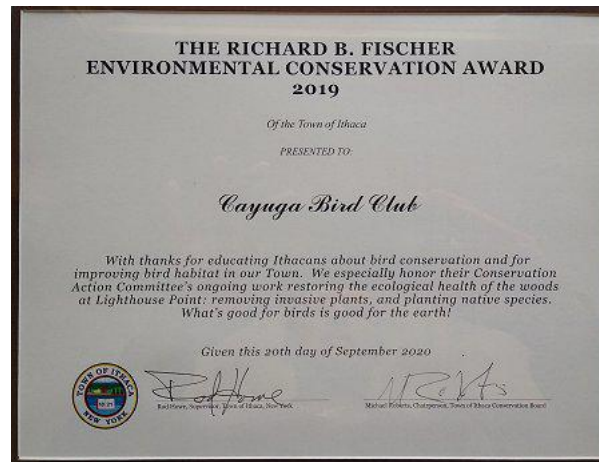 THE RICHARD B. FISCHER
ENVIRONMENTAL CONSERVATION AWARD
2019
Of the Town of Ithaca
PRESENTED TO:
Cayuga Bird Club
With thanks for educating Ithacans about bird conservation and for
improving bird habitat in our Town. We especially honor their Conservation
Action Committee's ongoing work restoring the ecological health of the woods
at Lighthouse Point: removing invasive plants, and planting native species.
What's good for birds is good for the earth!
Given this 20th day of September 2020
TOWN OF ITHACA
NEW YORK
Rod Howe
Rod Howe, Supervisor, Town of Ithaca, New York
Michael Roberts, Chairperson, Town of Ithaca Conservation Board